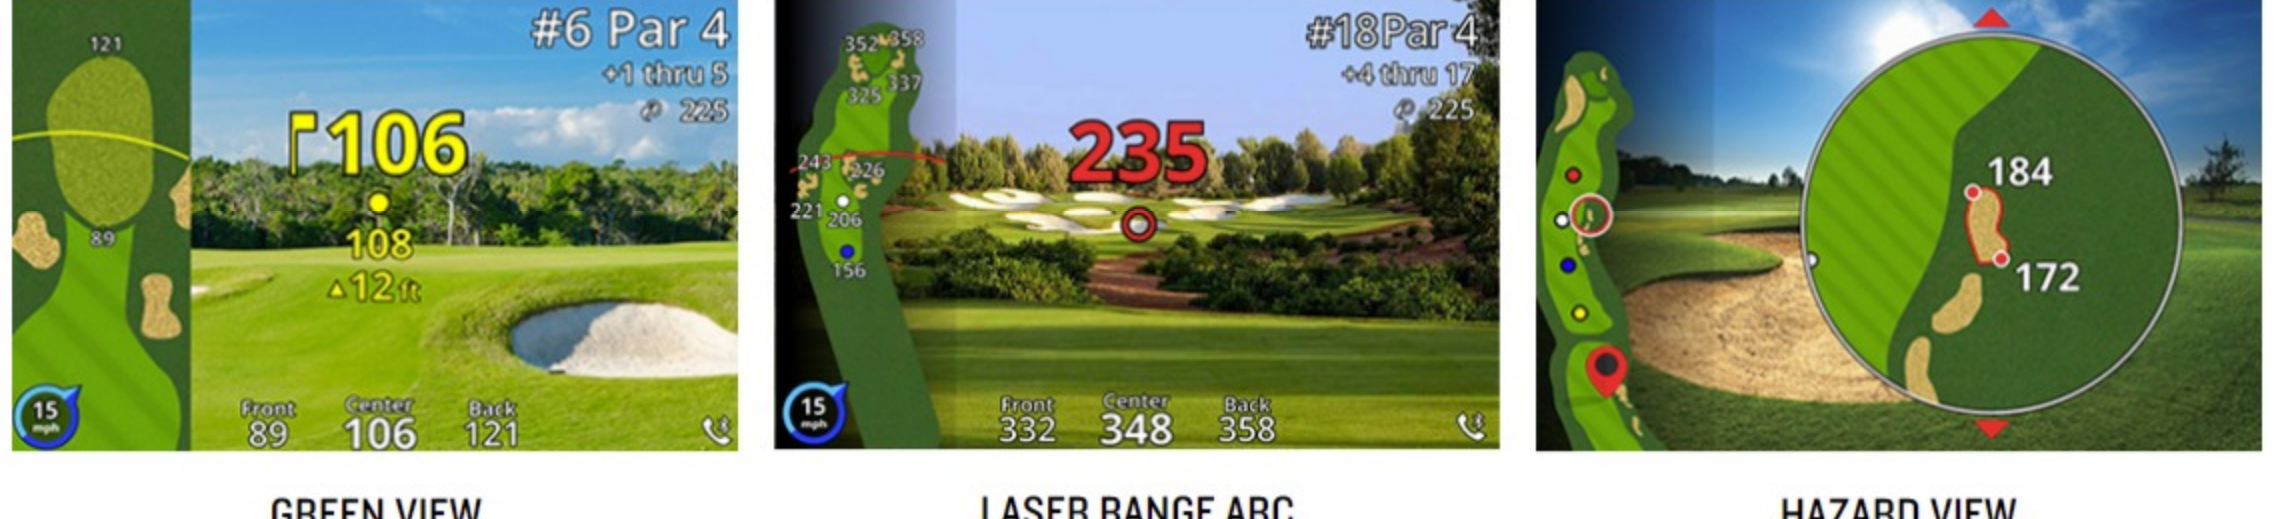 121
#6 Par 4
+1 thru 5
225
106
89
108
▲12 ft
15
mph
Front
89
Center
106
Back
121
GREEN VIEW
352
358
#18 Par 4
+4 thru 17
225
337
325
235
243
226
221
206
156
15
mph
Front
332
Center
348
Back
358
LASER RANGE ARC
184
172
HAZARD VIEW